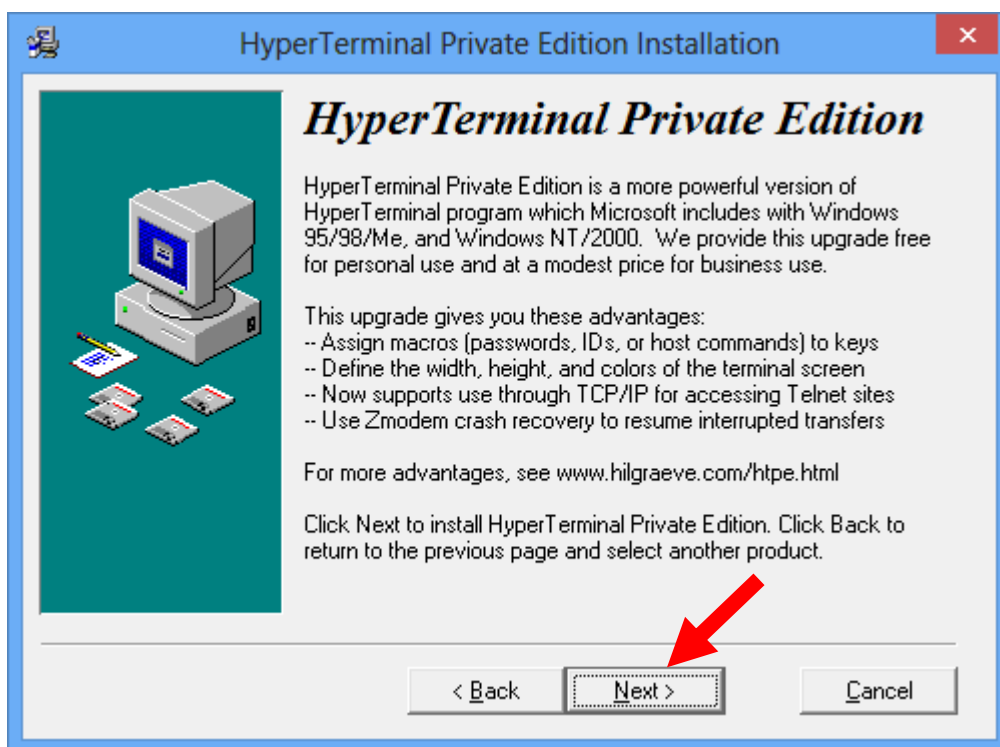 HyperTerminal Private Edition Installation
HyperTerminal Private Edition
HyperTerminal Private Edition is a more powerful version of
HyperTerminal program which Microsoft includes with Windows
95/98/Me, and Windows NT/2000.  We provide this upgrade free
for personal use and at a modest price for business use.
This upgrade gives you these advantages:
-- Assign macros (passwords, IDs, or host commands) to keys
-- Define the width, height, and colors of the terminal screen
-- Now supports use through TCP/IP for accessing Telnet sites
-- Use Zmodem crash recovery to resume interrupted transfers
For more advantages, see www.hilgraeve.com/htpe.html
Click Next to install HyperTerminal Private Edition. Click Back to
return to the previous page and select another product.
< Back Next > Cancel